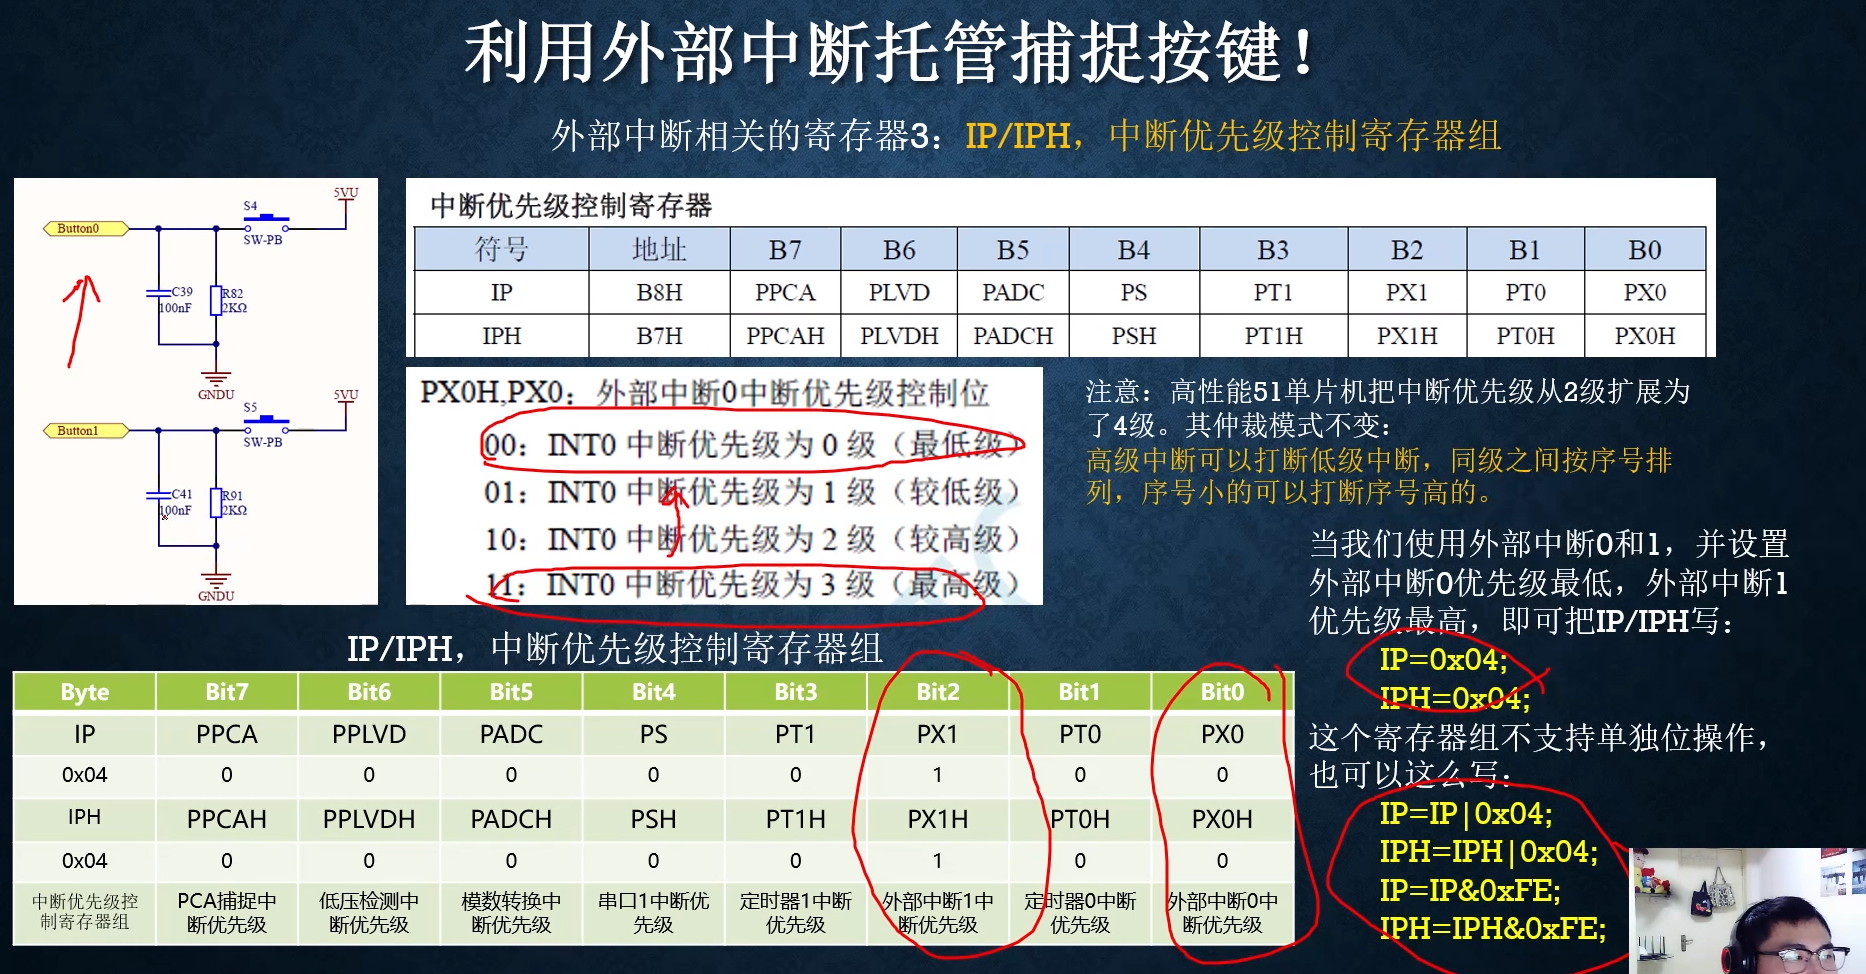 利用外部中断托管捕捉按键！
外部中断相关的寄存器3：IP/IPH，中断优先级控制寄存器组
5VU
S4
Button0
SW-PB
C39
100nF
R82
2KΩ
GNDU
5VU
S5
Button1
SW-PB
C41
100nF
R91
2KΩ
GNDU
中断优先级控制寄存器
符号 地址 B7 B6 B5 B4 B3 B2 B1 B0
IP B8H PPCA PLVD PADC PS PT1 PX1 PT0 PX0
IPH B7H PPCAH PLVDH PADCH PSH PT1H PX1H PT0H PX0H
PX0H,PX0：外部中断0中断优先级控制位
00：INT0 中断优先级为 0 级（最低级）
01：INT0 中断优先级为 1 级（较低级）
10：INT0 中断优先级为 2 级（较高级）
11：INT0 中断优先级为 3 级（最高级）
注意：高性能51单片机把中断优先级从2级扩展为
了4级。其仲裁模式不变：
高级中断可以打断低级中断，同级之间按序号排
列，序号小的可以打断序号高的。
当我们使用外部中断0和1，并设置
外部中断0优先级最低，外部中断1
优先级最高，即可把IP/IPH写：
IP=0x04;
IPH=0x04;
这个寄存器组不支持单独位操作，
也可以这么写：
IP=IP|0x04;
IPH=IPH|0x04;
IP=IP&0xFE;
IPH=IPH&0xFE;
IP/IPH，中断优先级控制寄存器组
Byte Bit7 Bit6 Bit5 Bit4 Bit3 Bit2 Bit1 Bit0
IP PPCA PPLVD PADC PS PT1 PX1 PT0 PX0
0x04 0 0 0 0 0 1 0 0
IPH PPCAH PPLVDH PADCH PSH PT1H PX1H PT0H PX0H
0x04 0 0 0 0 0 1 0 0
中断优先级控 PCA捕捉中 低压检测中 模数转换中 串口1中断优 定时器1中断 外部中断1中 定时器0中断 外部中断0中
制寄存器组 断优先级 断优先级 断优先级 先级 优先级 断优先级 优先级 断优先级